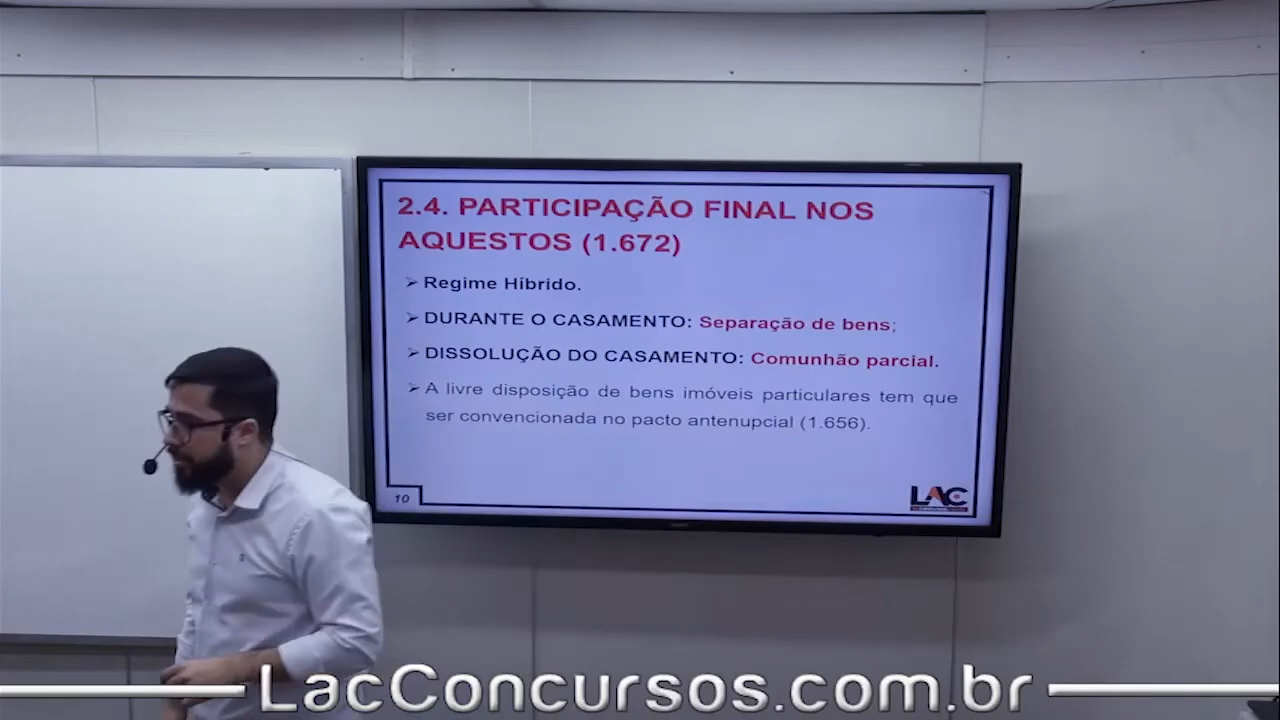 2.4. PARTICIPAÇÃO FINAL NOS
AQUESTOS (1.672)
➢ Regime Híbrido.
➢ DURANTE O CASAMENTO: Separação de bens;
➢ DISSOLUÇÃO DO CASAMENTO: Comunhão parcial.
➢ A livre disposição de bens imóveis particulares tem que
ser convencionada no pacto antenupcial (1.656).
10
LAC
LacConcursos.com.br